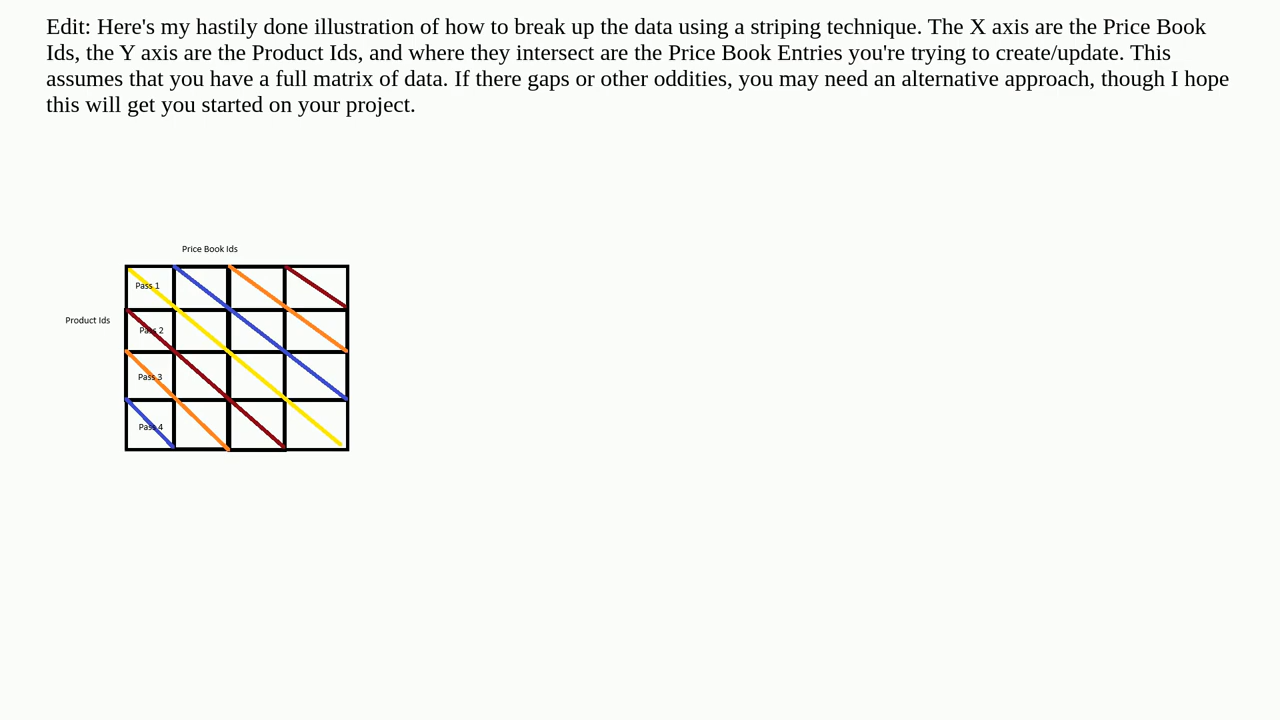 Edit: Here's my hastily done illustration of how to break up the data using a striping technique. The X axis are the Price Book
Ids, the Y axis are the Product Ids, and where they intersect are the Price Book Entries you're trying to create/update. This
assumes that you have a full matrix of data. If there gaps or other oddities, you may need an alternative approach, though I hope
this will get you started on your project.
Price Book Ids
Pass 1
Product Ids
Pass 2
Pass 3
Pass 4